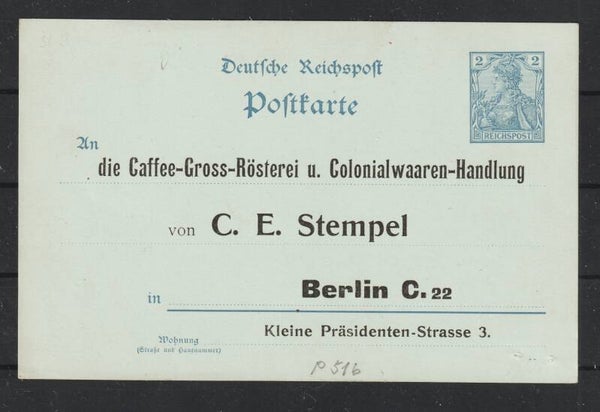 Deutsche Reichspost
Postkarte
2 2
REICHSPOST
An
die Caffee-Gross-Rösterei u. Colonialwaaren-Handlung
von C. E. Stempel
in Berlin C. 22
Kleine Präsidenten-Strasse 3.
Wohnung
(Straße und Hausnummer)
P 51b